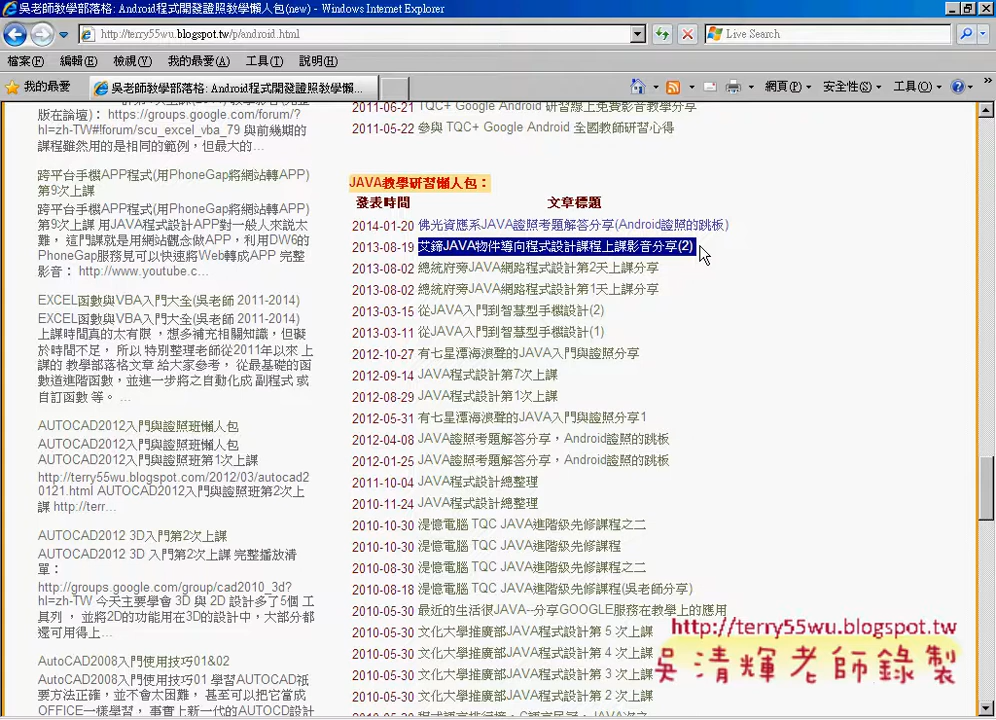 吳老師教學部落格: Android程式開發證照教學懶人包(new) - Windows Internet Explorer
http://terry55wu.blogspot.tw/p/android.html
Live Search
檔案(F) 編輯(E) 檢視(V) 我的最愛(A) 工具(T) 說明(H)
我的最愛
吳老師教學部落格: Android程式開發證照教學懶...
網頁(P) 安全性(S) 工具(O)
版在論壇)： https://groups.google.com/forum/?
hl=zh-TW#!forum/scu_excel_vba_79 與前幾期的
課程雖然用的是相同的範例，但最大的...
跨平台手機APP程式(用PhoneGap將網站轉APP)
第9次上課
跨平台手機APP程式(用PhoneGap將網站轉APP)
第9次上課 用JAVA程式設計APP對一般人來說太
難， 這門課就是用網站觀念做APP，利用DW6的
PhoneGap服務見可以快速將Web轉成APP 完整
影音： http://www.youtube.c...
EXCEL函數與VBA入門大全(吳老師 2011-2014)
EXCEL函數與VBA入門大全(吳老師 2011-2014)
上課時間真的太有限 ，想多補充相關知識，但礙
於時間不足， 所以 特別整理老師從2011年以來 上
課的 教學部落格文章 給大家參考， 從最基礎的函
數道進階函數，並進一步將之自動化成 副程式 或
自訂函數 等。 ...
AUTOCAD2012入門與證照班懶人包
AUTOCAD2012入門與證照班懶人包
AUTOCAD2012入門與證照班第1次上課
http://terry55wu.blogspot.com/2012/03/autocad2
0121.html AUTOCAD2012入門與證照班第2次上
課 http://terr...
AUTOCAD2012 3D入門第2次上課
AUTOCAD2012 3D 入門第2次上課 完整播放清
單：
http://groups.google.com/group/cad2010_3d?
hl=zh-TW 今天主要學會 3D 與 2D 設計多了5個 工
具列 ， 並將2D的功能用在3D的設計中，大部分都
還可用得上...
AutoCAD2008入門使用技巧01&02
AutoCAD2008入門使用技巧01 學習AUTOCAD祇
要方法正確，並不會太困難， 甚至可以把它當成
OFFICE一樣學習， 事實上新一代的AUTOCD設計
2011-06-21 TQC+ Google Android 研習線上免費影音教學分享
2011-05-22 參與 TQC+ Google Android 全國教師研習心得
JAVA教學研習懶人包：
發表時間 文章標題
2014-01-20 佛光資應系JAVA證照考題解答分享(Android證照的跳板)
2013-08-19 艾鍗JAVA物件導向程式設計課程上課影音分享(2)
2013-08-02 總統府旁JAVA網路程式設計第2天上課分享
2013-08-02 總統府旁JAVA網路程式設計第1天上課分享
2013-03-15 從JAVA入門到智慧型手機設計(2)
2013-03-11 從JAVA入門到智慧型手機設計(1)
2012-10-27 有七星潭海浪聲的JAVA入門與證照分享
2012-09-14 JAVA程式設計第7次上課
2012-08-29 JAVA程式設計第1次上課
2012-05-31 有七星潭海浪聲的JAVA入門與證照分享1
2012-04-08 JAVA證照考題解答分享，Android證照的跳板
2012-01-25 JAVA證照考題解答分享，Android證照的跳板
2011-10-04 JAVA程式設計總整理
2010-11-24 JAVA程式設計總整理
2010-10-30 湜憶電腦 TQC JAVA進階級先修課程之二
2010-10-30 湜憶電腦 TQC JAVA進階級先修課程
2010-08-30 湜憶電腦 TQC JAVA進階級先修課程之二
2010-08-18 湜憶電腦 TQC JAVA進階級先修課程(吳老師分享)
2010-05-30 最近的生活很JAVA--分享GOOGLE服務在教學上的應用
2010-05-30 文化大學推廣部JAVA程式設計第 5 次上課
2010-05-30 文化大學推廣部JAVA程式設計第 4 次上課
2010-05-30 文化大學推廣部JAVA程式設計第 3 次上課
2010-05-30 文化大學推廣部JAVA程式設計第 2 次上課
http://terry55wu.blogspot.tw
吳清輝老師錄製